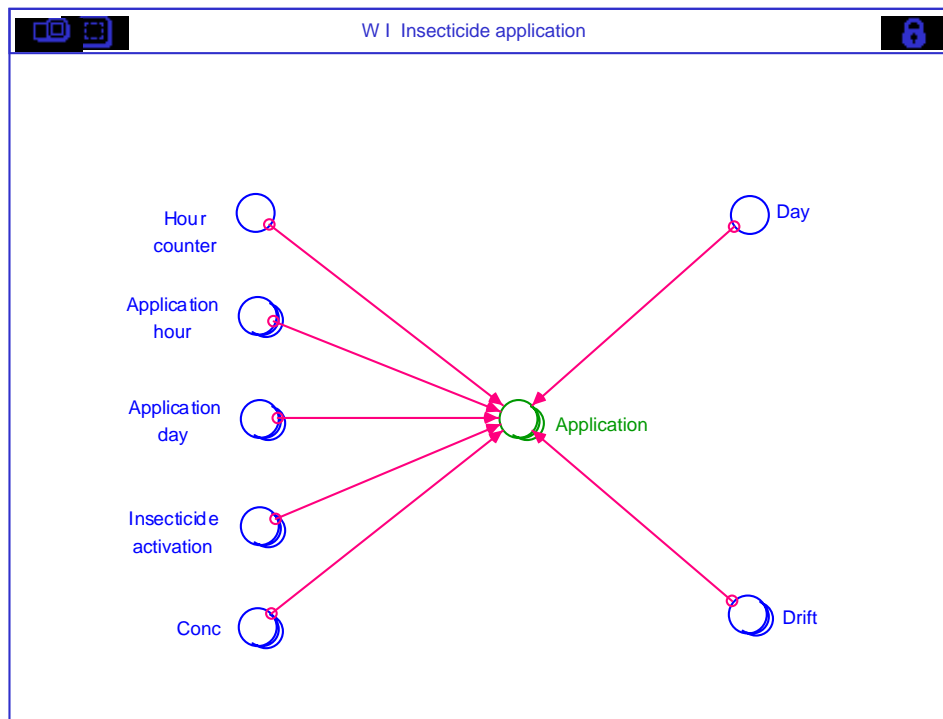 W I Insecticide application
Hour
counter
Day
Application
hour
Application
day
Application
Insecticide
activation
Conc
Drift